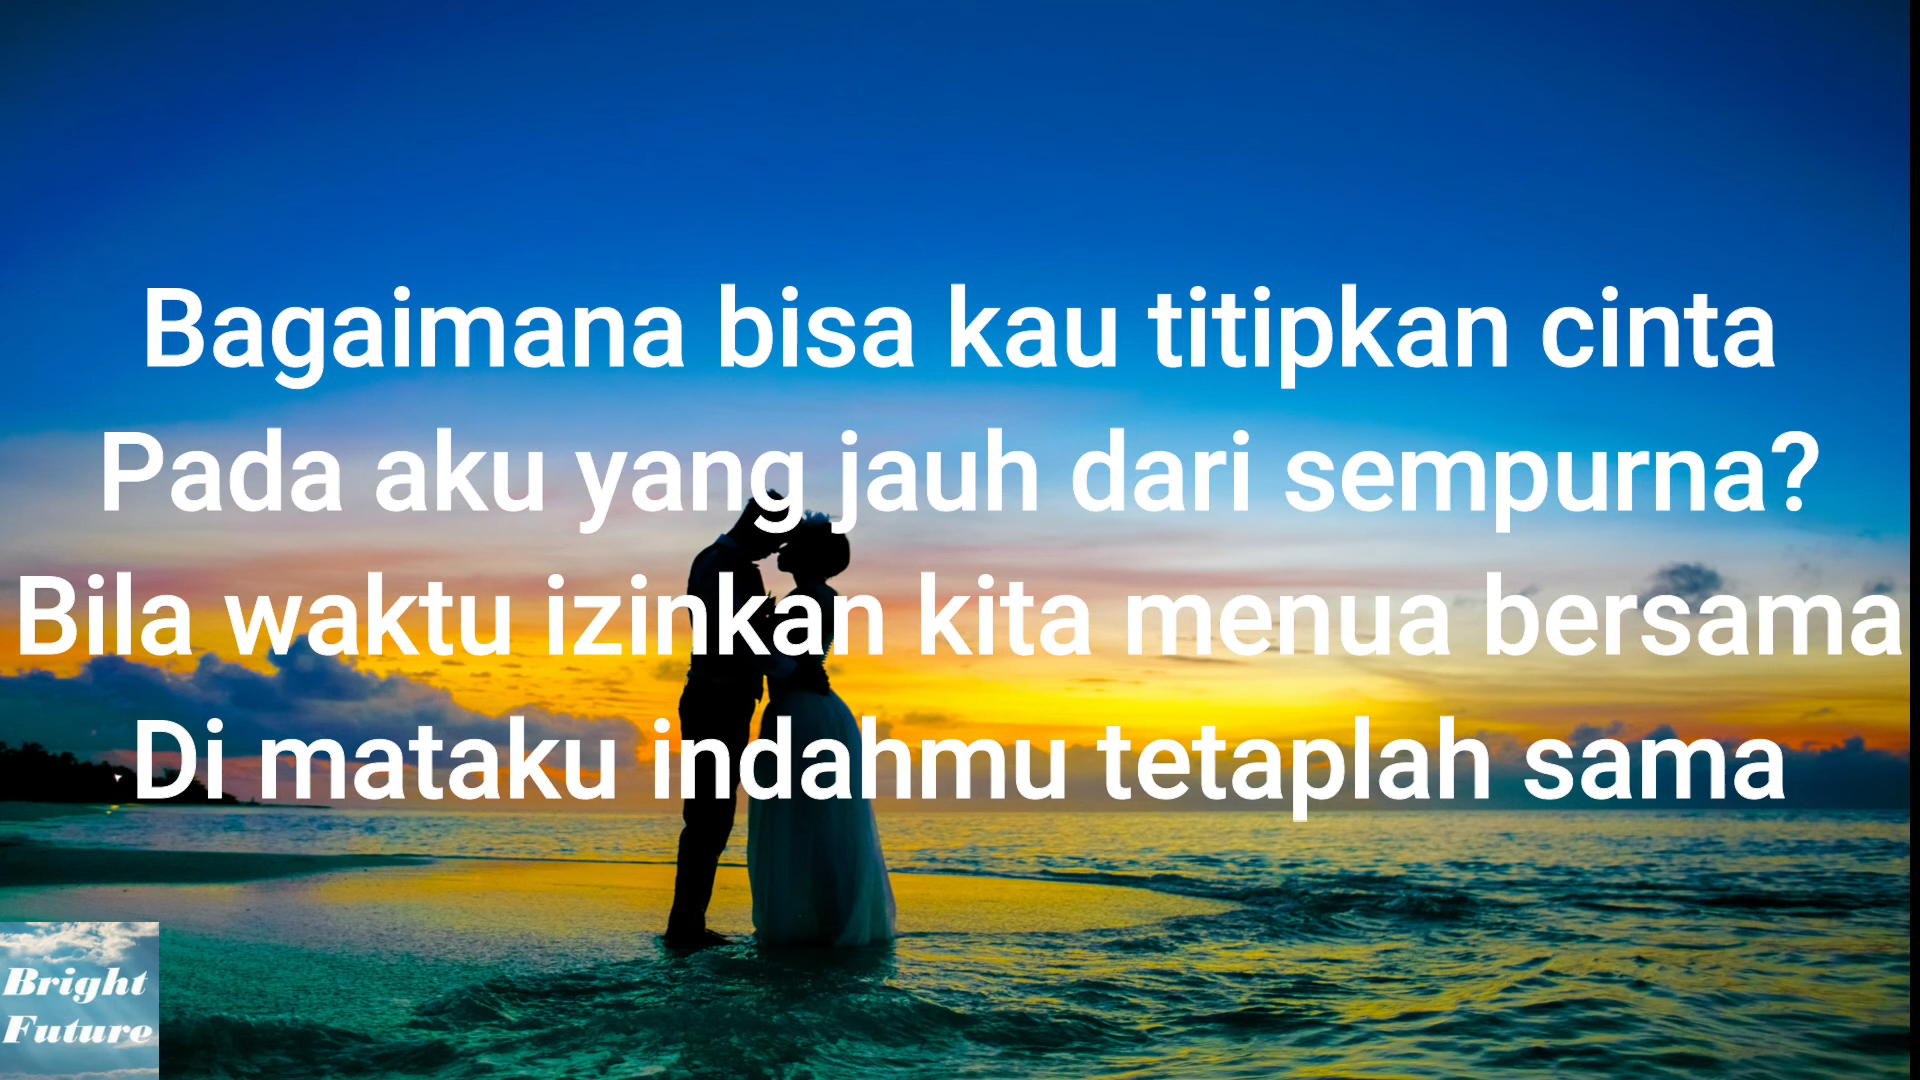 Bagaimana bisa kau titipkan cinta
Pada aku yang jauh dari sempurna?
Bila waktu izinkan kita menua bersama
Di mataku indahmu tetaplah sama
Bright
Future